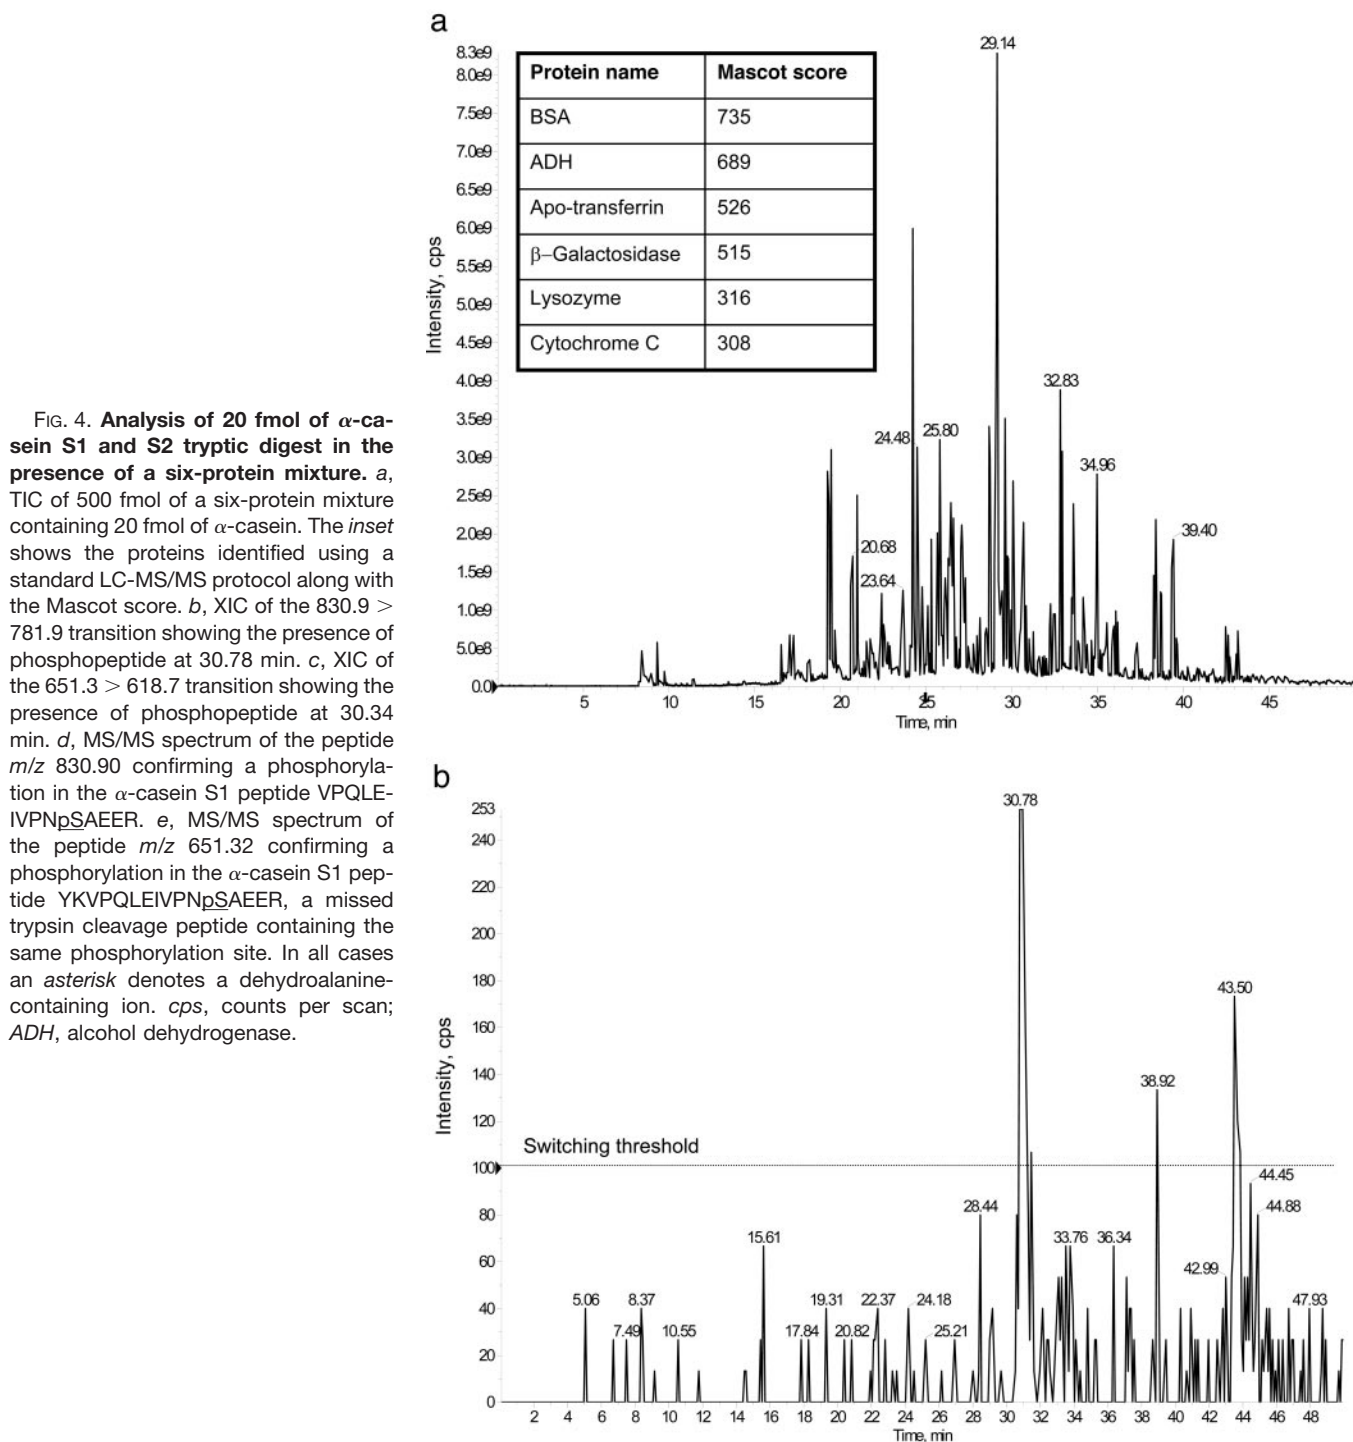 a
8.3e9
8.0e9
7.5e9
7.0e9
6.5e9
6.0e9
5.5e9
5.0e9
4.5e9
4.0e9
3.5e9
3.0e9
2.5e9
2.0e9
1.5e9
1.0e9
5.0e8
0.0
Intensity, cps
Protein name Mascot score
BSA 735
ADH 689
Apo-transferrin 526
β–Galactosidase 515
Lysozyme 316
Cytochrome C 308
29.14
24.48
25.80
32.83
34.96
20.68
23.64
39.40
5 10 15 20 25 30 35 40 45
Time, min
FIG. 4. Analysis of 20 fmol of α-ca-
sein S1 and S2 tryptic digest in the
presence of a six-protein mixture. a,
TIC of 500 fmol of a six-protein mixture
containing 20 fmol of α-casein. The inset
shows the proteins identified using a
standard LC-MS/MS protocol along with
the Mascot score. b, XIC of the 830.9 >
781.9 transition showing the presence of
phosphopeptide at 30.78 min. c, XIC of
the 651.3 > 618.7 transition showing the
presence of phosphopeptide at 30.34
min. d, MS/MS spectrum of the peptide
m/z 830.90 confirming a phosphoryla-
tion in the α-casein S1 peptide VPQLE-
IVPNpSAEER. e, MS/MS spectrum of
the peptide m/z 651.32 confirming a
phosphorylation in the α-casein S1 pep-
tide YKVPQLEIVPNpSAEER, a missed
trypsin cleavage peptide containing the
same phosphorylation site. In all cases
an asterisk denotes a dehydroalanine-
containing ion. cps, counts per scan;
ADH, alcohol dehydrogenase.
b
253
240
220
200
180
160
140
120
100
80
60
40
20
0
Intensity, cps
Switching threshold
30.78
43.50
38.92
44.45
44.88
28.44
15.61
33.76
36.34
42.99
5.06
7.49
8.37
10.55
17.84
19.31
20.82
22.37
24.18
25.21
47.93
2 4 6 8 10 12 14 16 18 20 22 24 26 28 30 32 34 36 38 40 42 44 46 48
Time, min